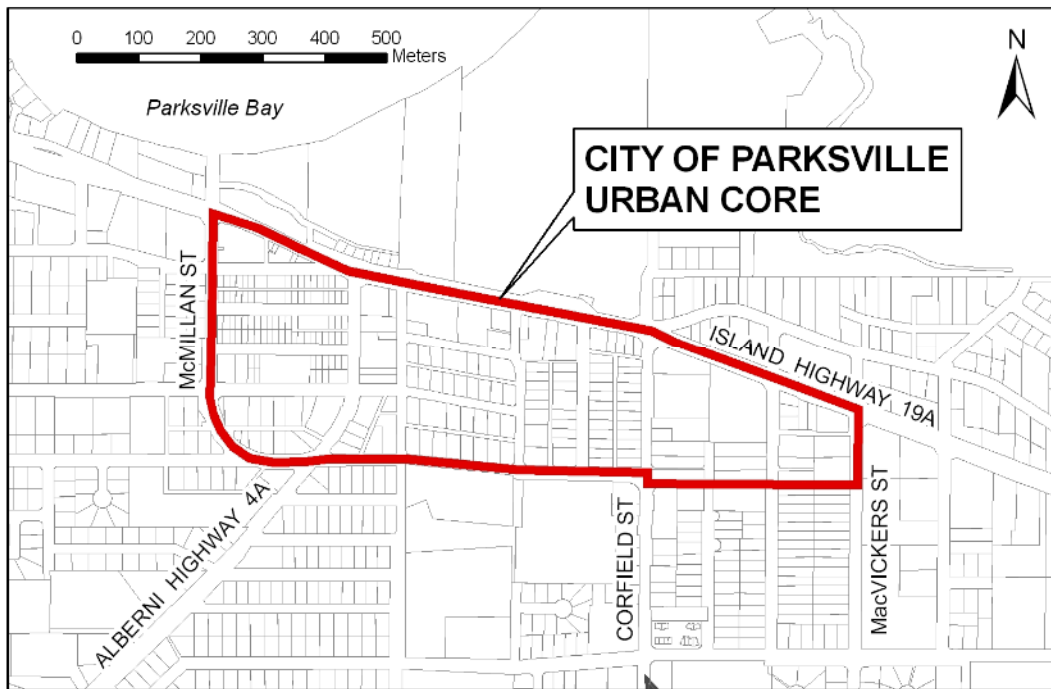 0 100 200 300 400 500
Meters
N
Parksville Bay
CITY OF PARKSVILLE
URBAN CORE
McMILLAN ST
ISLAND HIGHWAY 19A
ALBERNI HIGHWAY 4A
CORFIELD ST
MacVICKERS ST